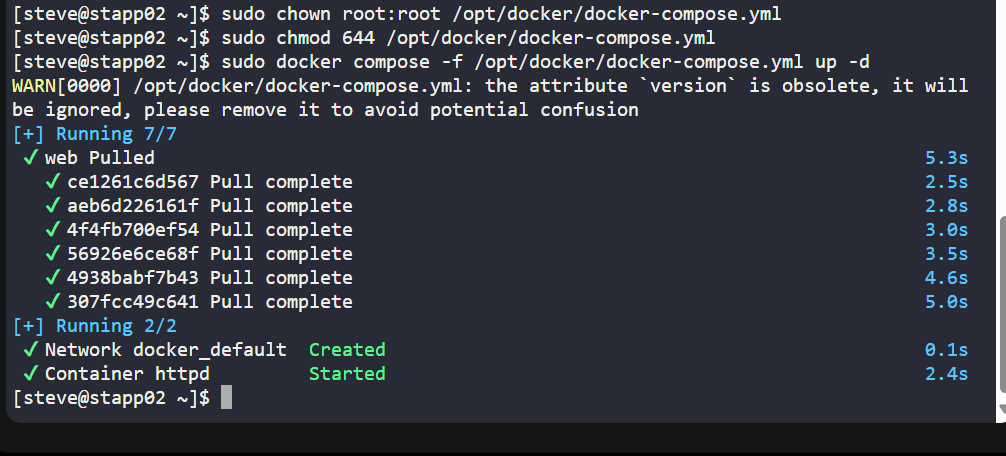 [steve@stapp02 ~]$ sudo chown root:root /opt/docker/docker-compose.yml
[steve@stapp02 ~]$ sudo chmod 644 /opt/docker/docker-compose.yml
[steve@stapp02 ~]$ sudo docker compose -f /opt/docker/docker-compose.yml up -d
WARN[0000] /opt/docker/docker-compose.yml: the attribute `version` is obsolete, it will
be ignored, please remove it to avoid potential confusion
[+] Running 7/7
✓ web Pulled 5.3s
✓ ce1261c6d567 Pull complete 2.5s
✓ aeb6d226161f Pull complete 2.8s
✓ 4f4fb700ef54 Pull complete 3.0s
✓ 56926e6ce68f Pull complete 3.5s
✓ 4938babf7b43 Pull complete 4.6s
✓ 307fcc49c641 Pull complete 5.0s
[+] Running 2/2
✓ Network docker_default Created 0.1s
✓ Container httpd Started 2.4s
[steve@stapp02 ~]$